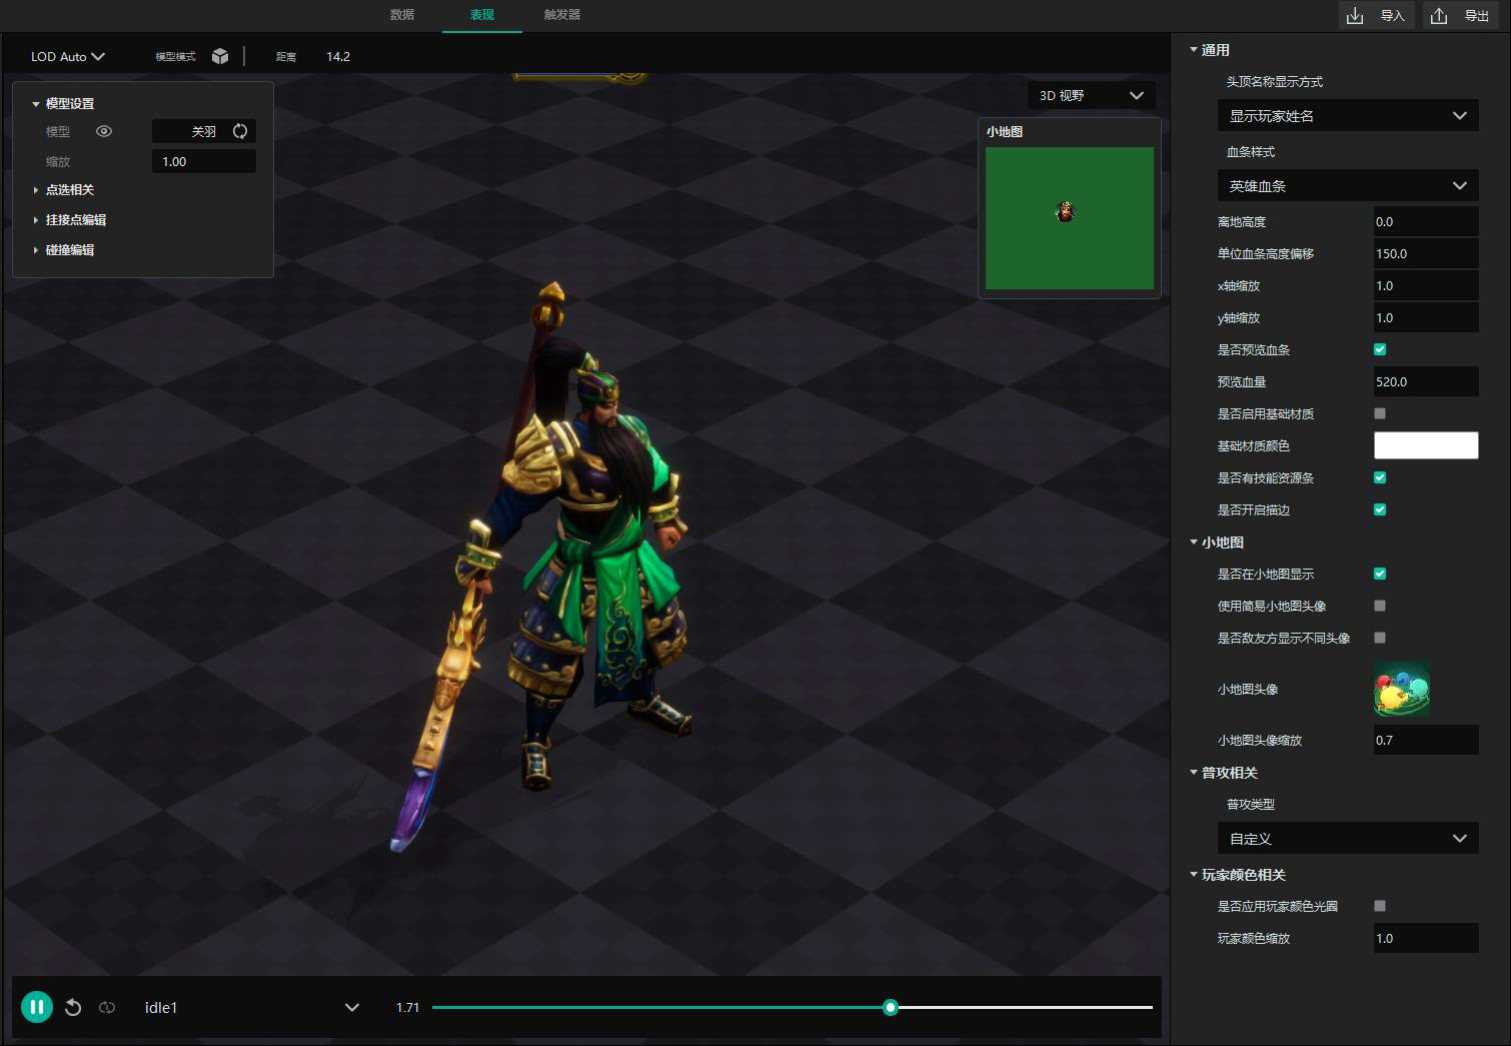 数据
表现
触发器
导入
导出
LOD Auto
模型模式
距离
14.2
模型设置
模型
关羽
缩放
1.00
点选相关
挂接点编辑
碰撞编辑
3D 视野
小地图
通用
头顶名称显示方式
显示玩家姓名
血条样式
英雄血条
离地高度
0.0
单位血条高度偏移
150.0
x轴缩放
1.0
y轴缩放
1.0
是否预览血条
预览血量
520.0
是否启用基础材质
基础材质颜色
是否有技能资源条
是否开启描边
小地图
是否在小地图显示
使用简易小地图头像
是否敌友方显示不同头像
小地图头像
小地图头像缩放
0.7
普攻相关
普攻类型
自定义
玩家颜色相关
是否应用玩家颜色光圈
玩家颜色缩放
1.0
idle1
1.71